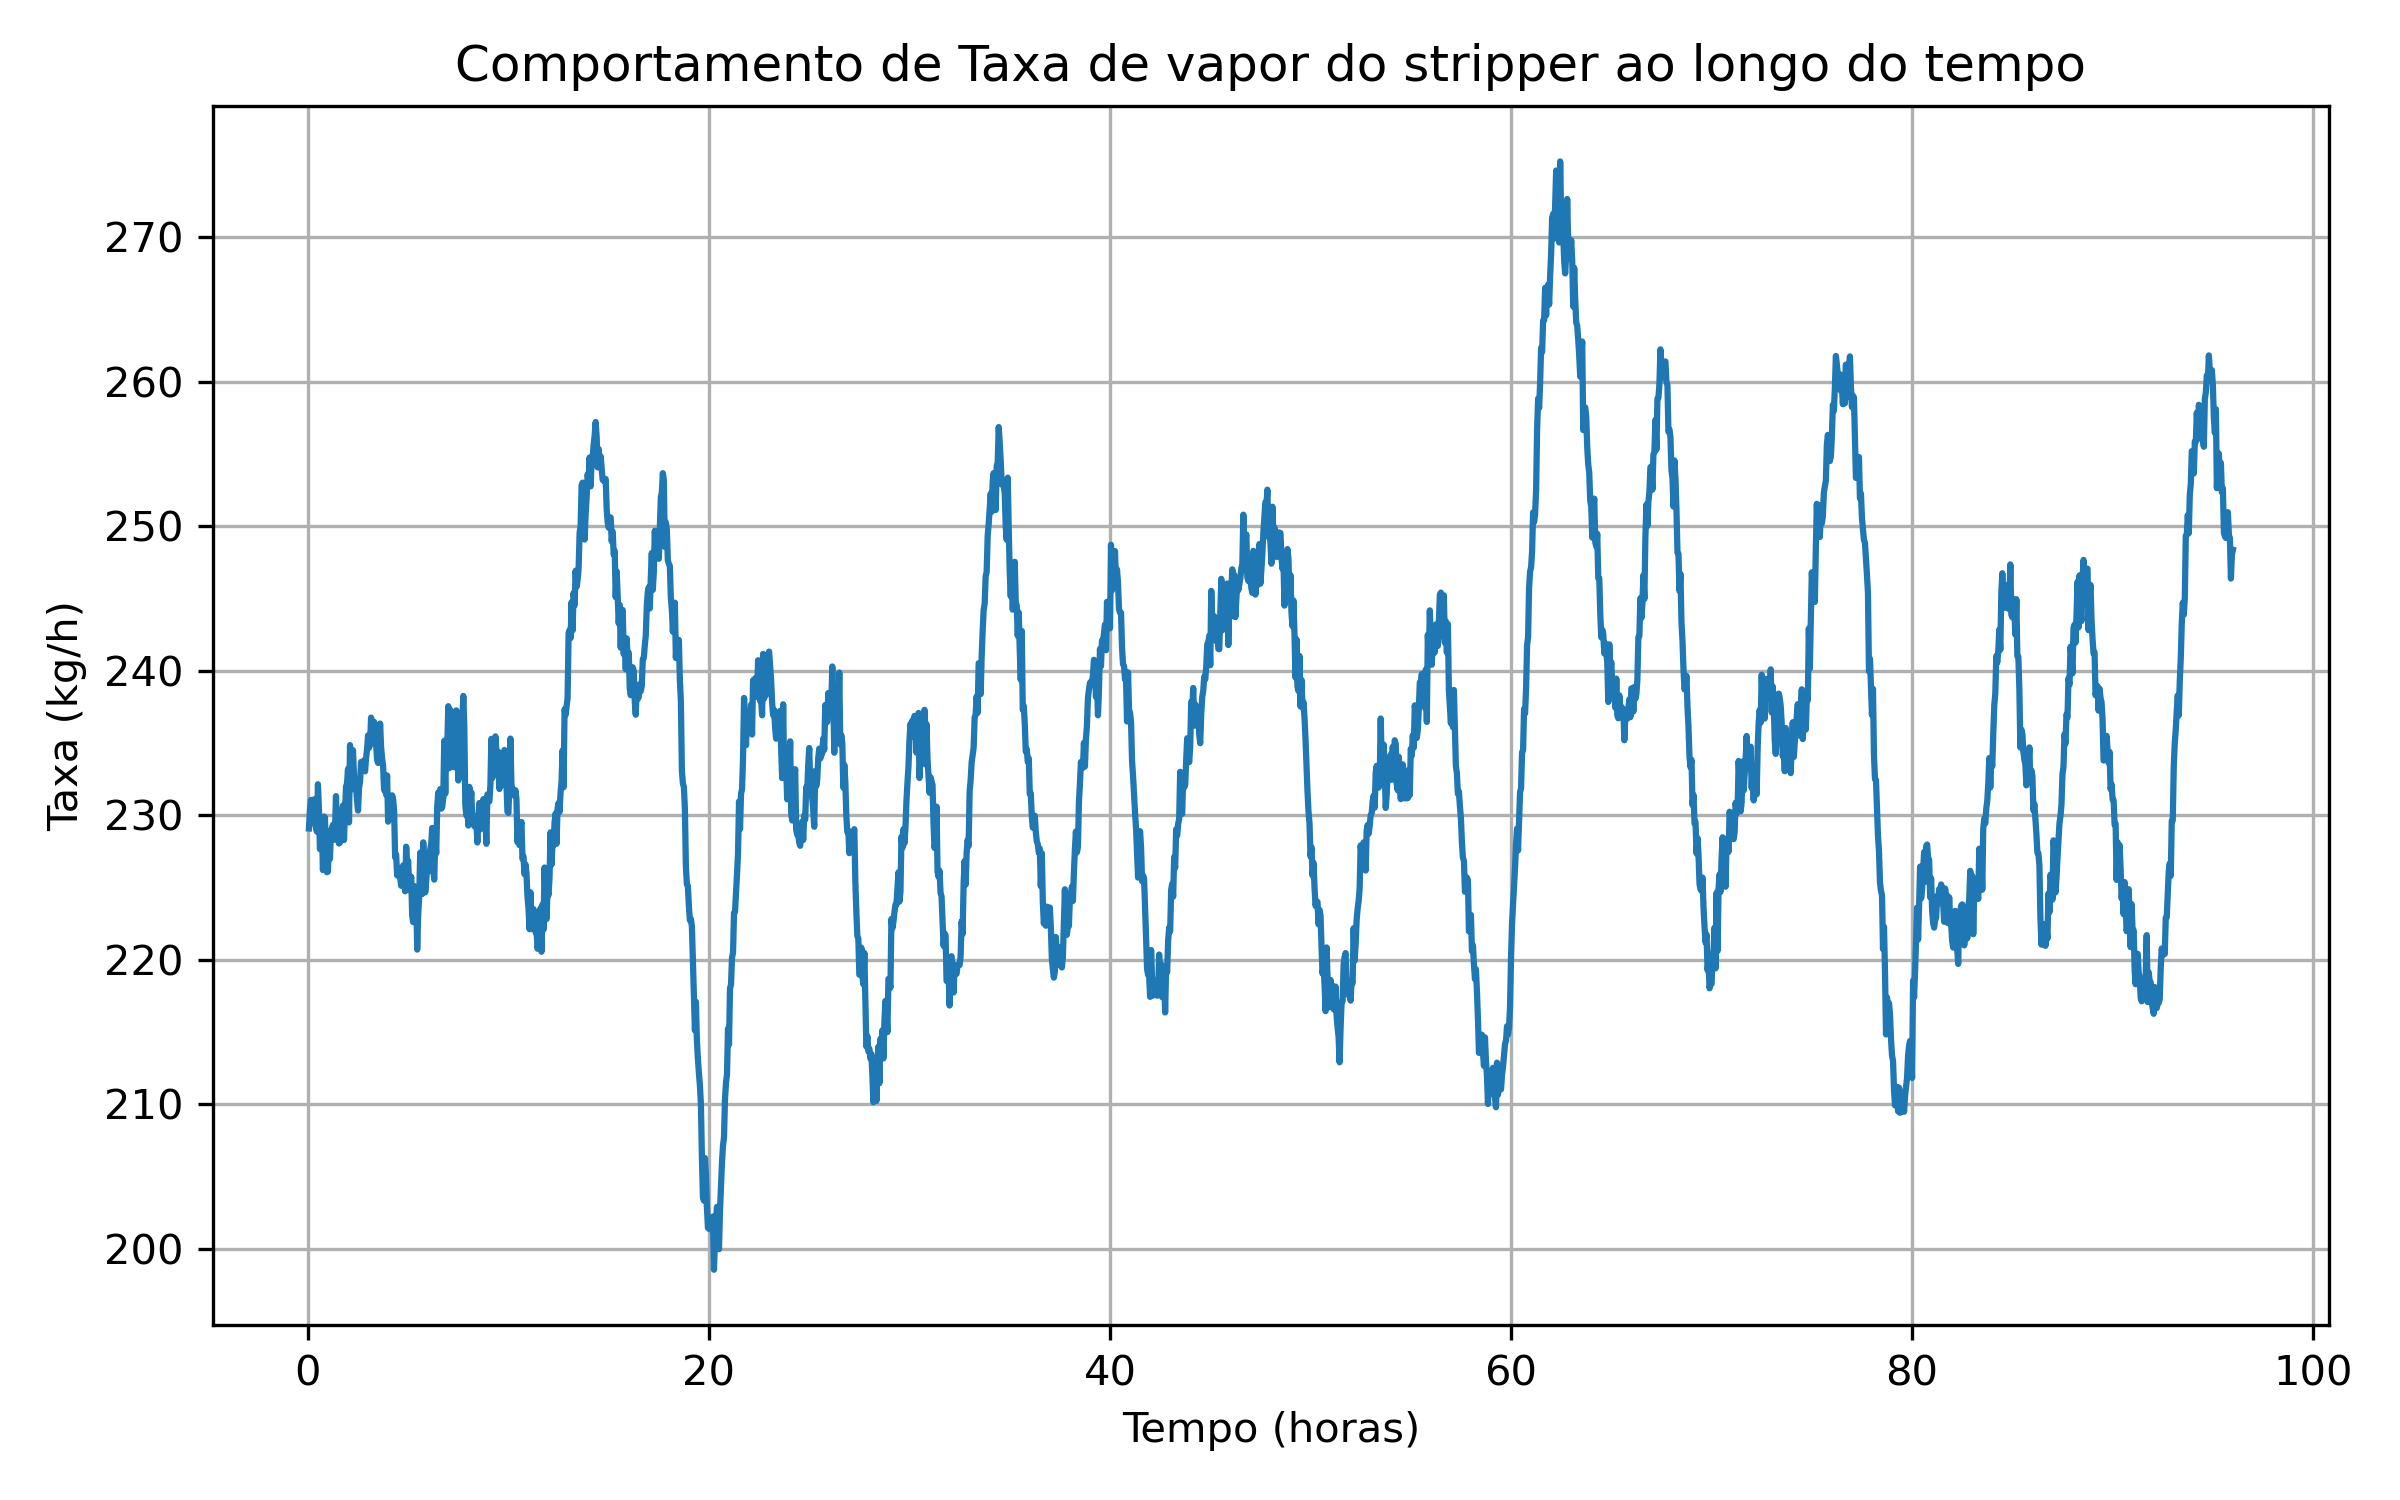 Comportamento de Taxa de vapor do stripper ao longo do tempo
Taxa (kg/h)
270
260
250
240
230
220
210
200
0 20 40 60 80 100
Tempo (horas)